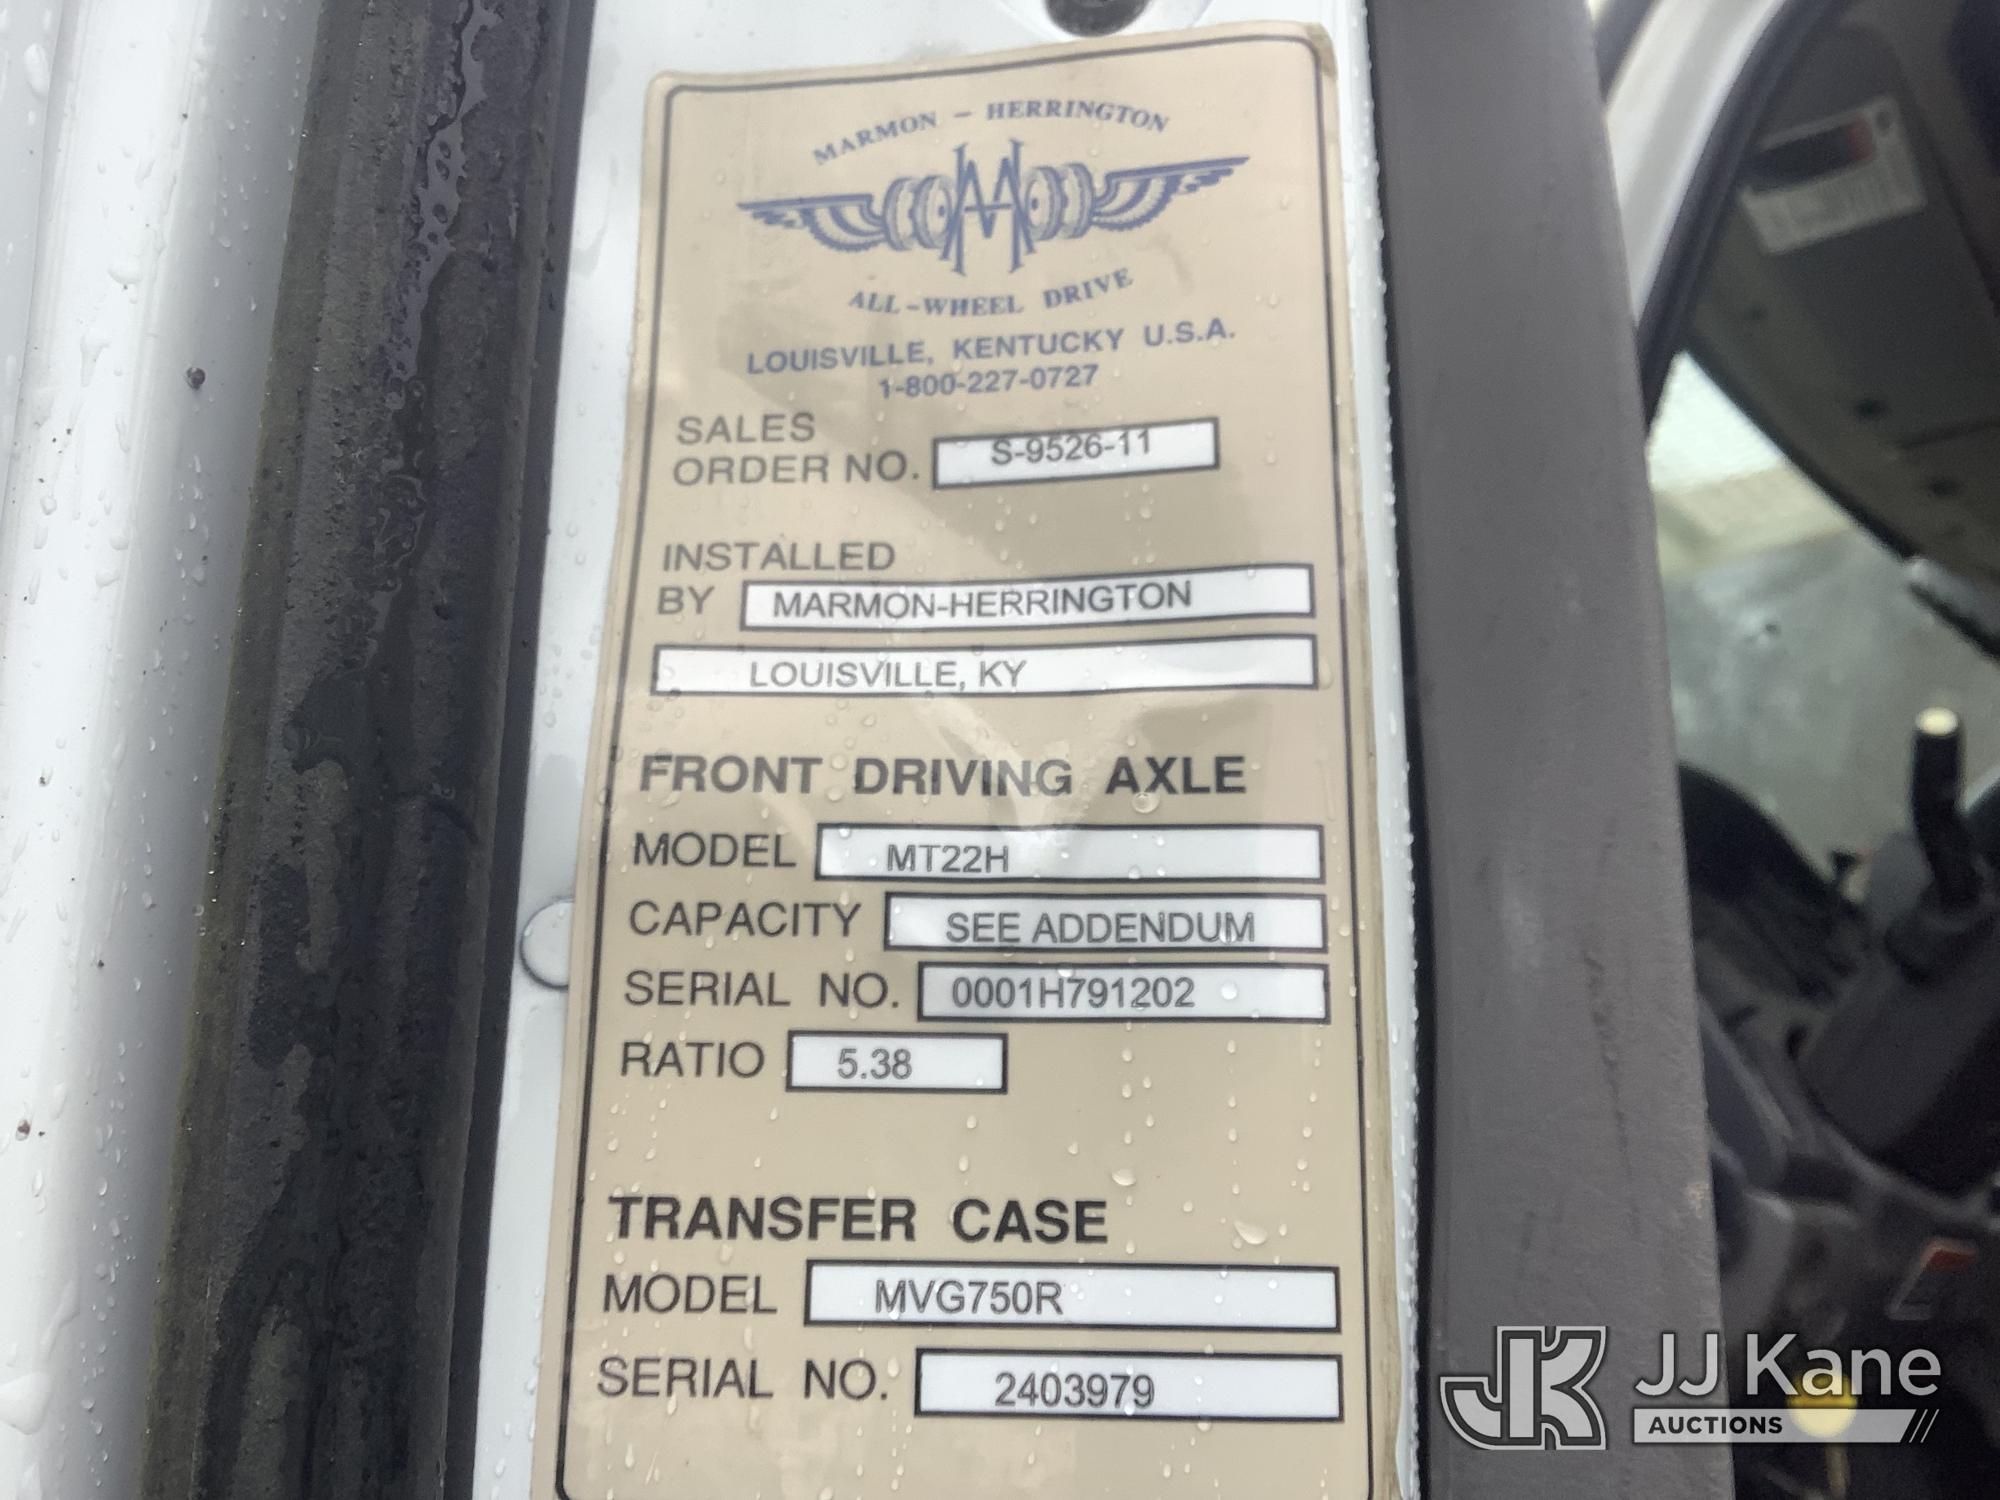 MARMON - HERRINGTON
ALL-WHEEL DRIVE
LOUISVILLE, KENTUCKY U.S.A.
1-800-227-0727
SALES
ORDER NO. S-9526-11
INSTALLED
BY MARMON-HERRINGTON
LOUISVILLE, KY
FRONT DRIVING AXLE
MODEL MT22H
CAPACITY SEE ADDENDUM
SERIAL NO. 0001H791202
RATIO 5.38
TRANSFER CASE
MODEL MVG750R
SERIAL NO. 2403979
JK JJ Kane
AUCTIONS